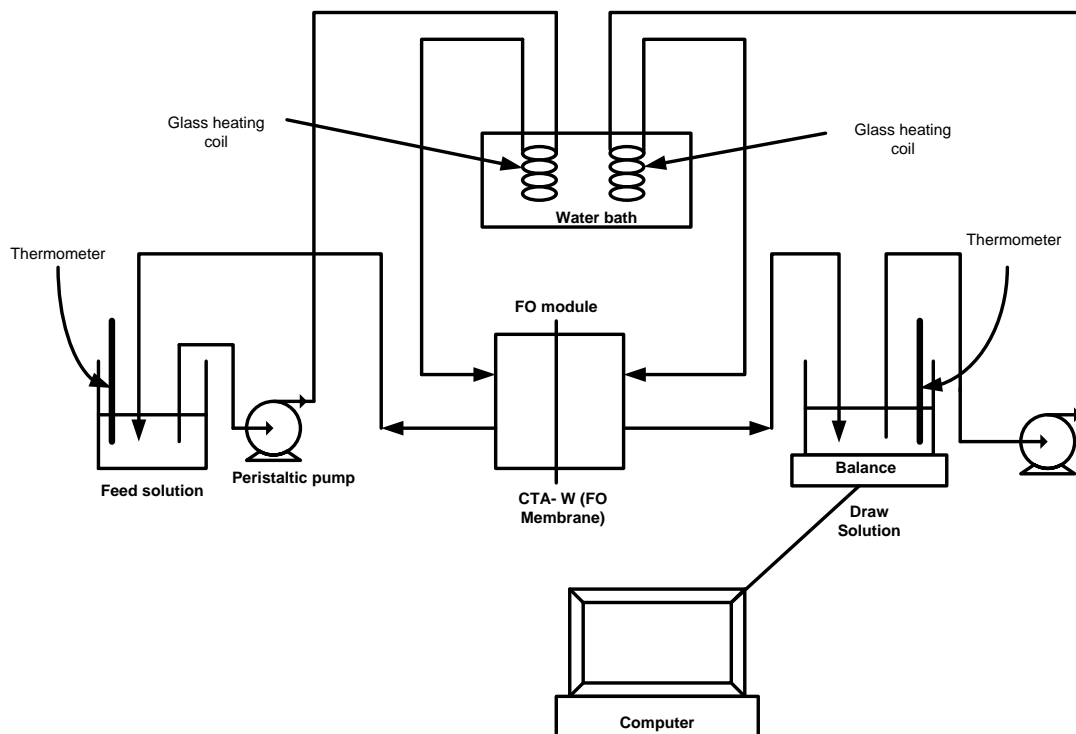 Glass heating
coil
Glass heating
coil
Water bath
Thermometer
Thermometer
FO module
Feed solution
Peristaltic pump
CTA- W (FO
Membrane)
Balance
Draw
Solution
Computer